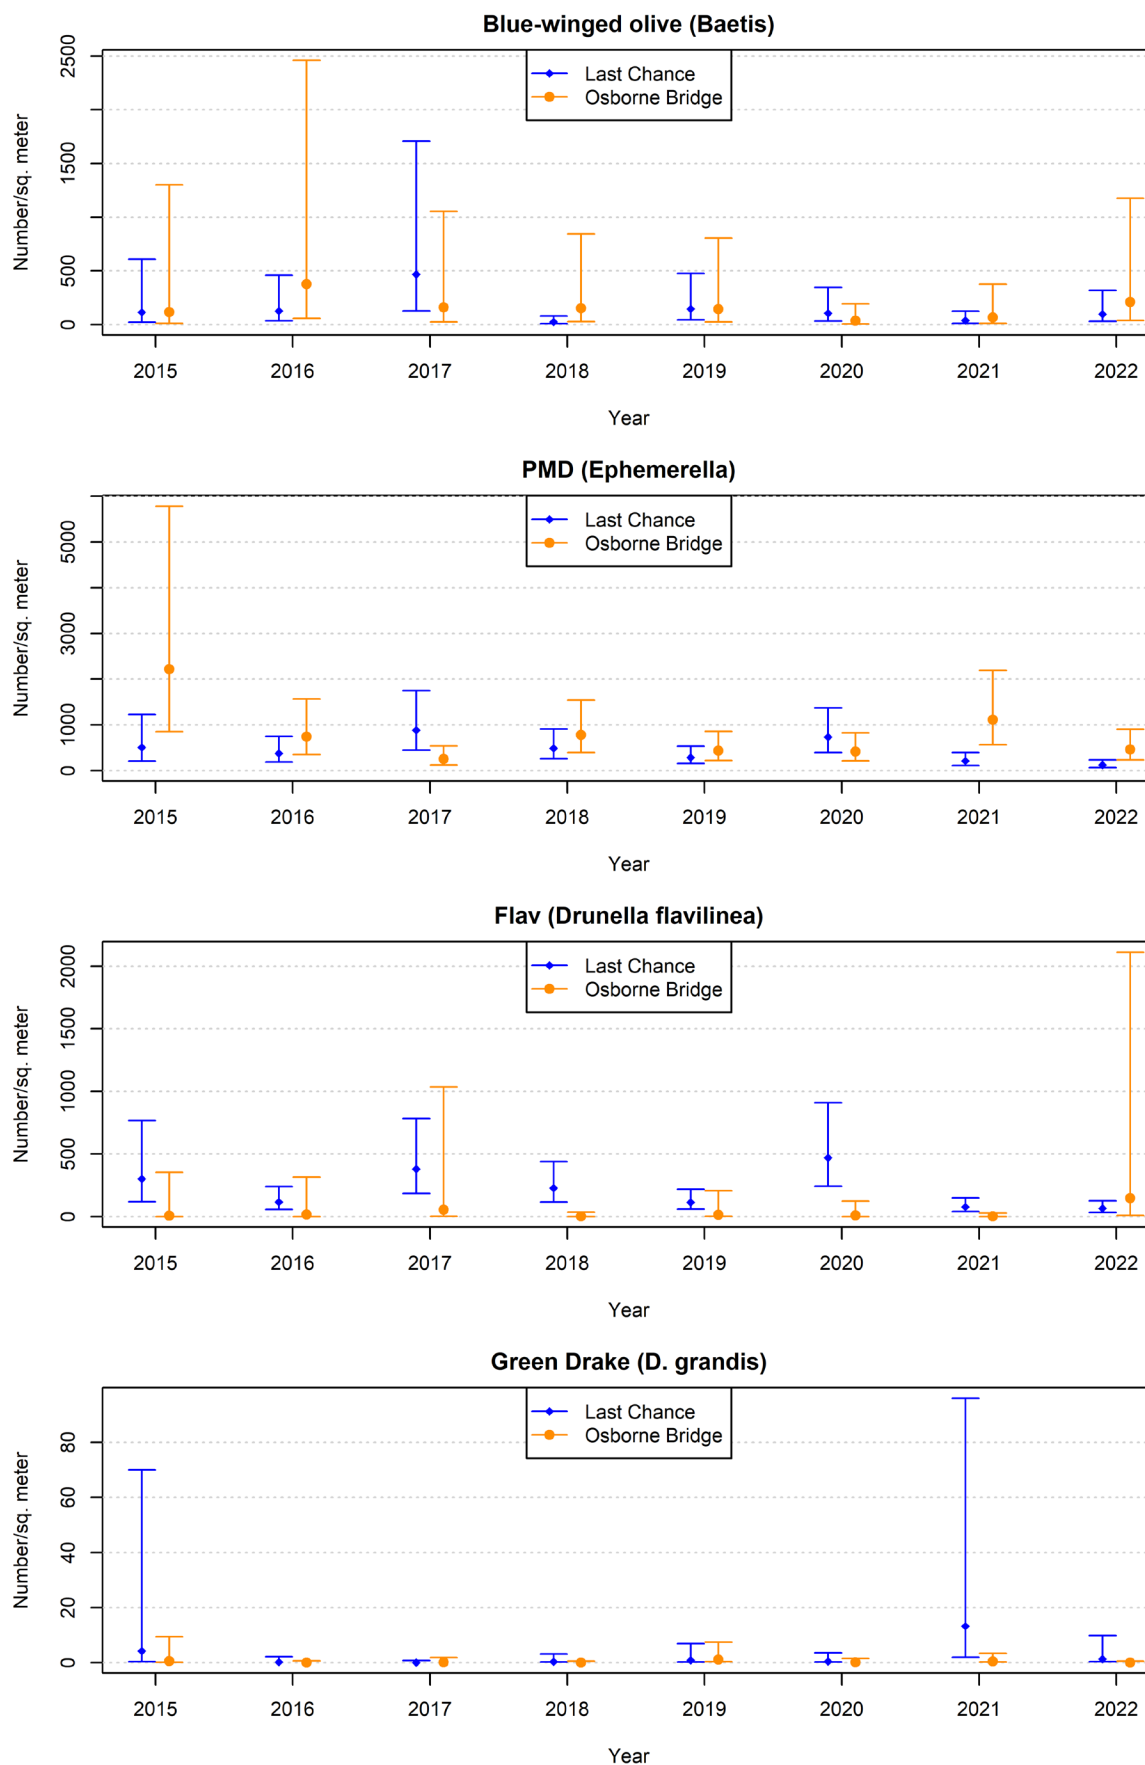 Blue-winged olive (Baetis)
Number/sq. meter
2500
1500
500
0
Last Chance
Osborne Bridge
2015 2016 2017 2018 2019 2020 2021 2022
Year
PMD (Ephemerella)
Number/sq. meter
5000
3000
1000
0
Last Chance
Osborne Bridge
2015 2016 2017 2018 2019 2020 2021 2022
Year
Flav (Drunella flavilinea)
Number/sq. meter
2000
1500
1000
500
0
Last Chance
Osborne Bridge
2015 2016 2017 2018 2019 2020 2021 2022
Year
Green Drake (D. grandis)
Number/sq. meter
80
60
40
20
0
Last Chance
Osborne Bridge
2015 2016 2017 2018 2019 2020 2021 2022
Year